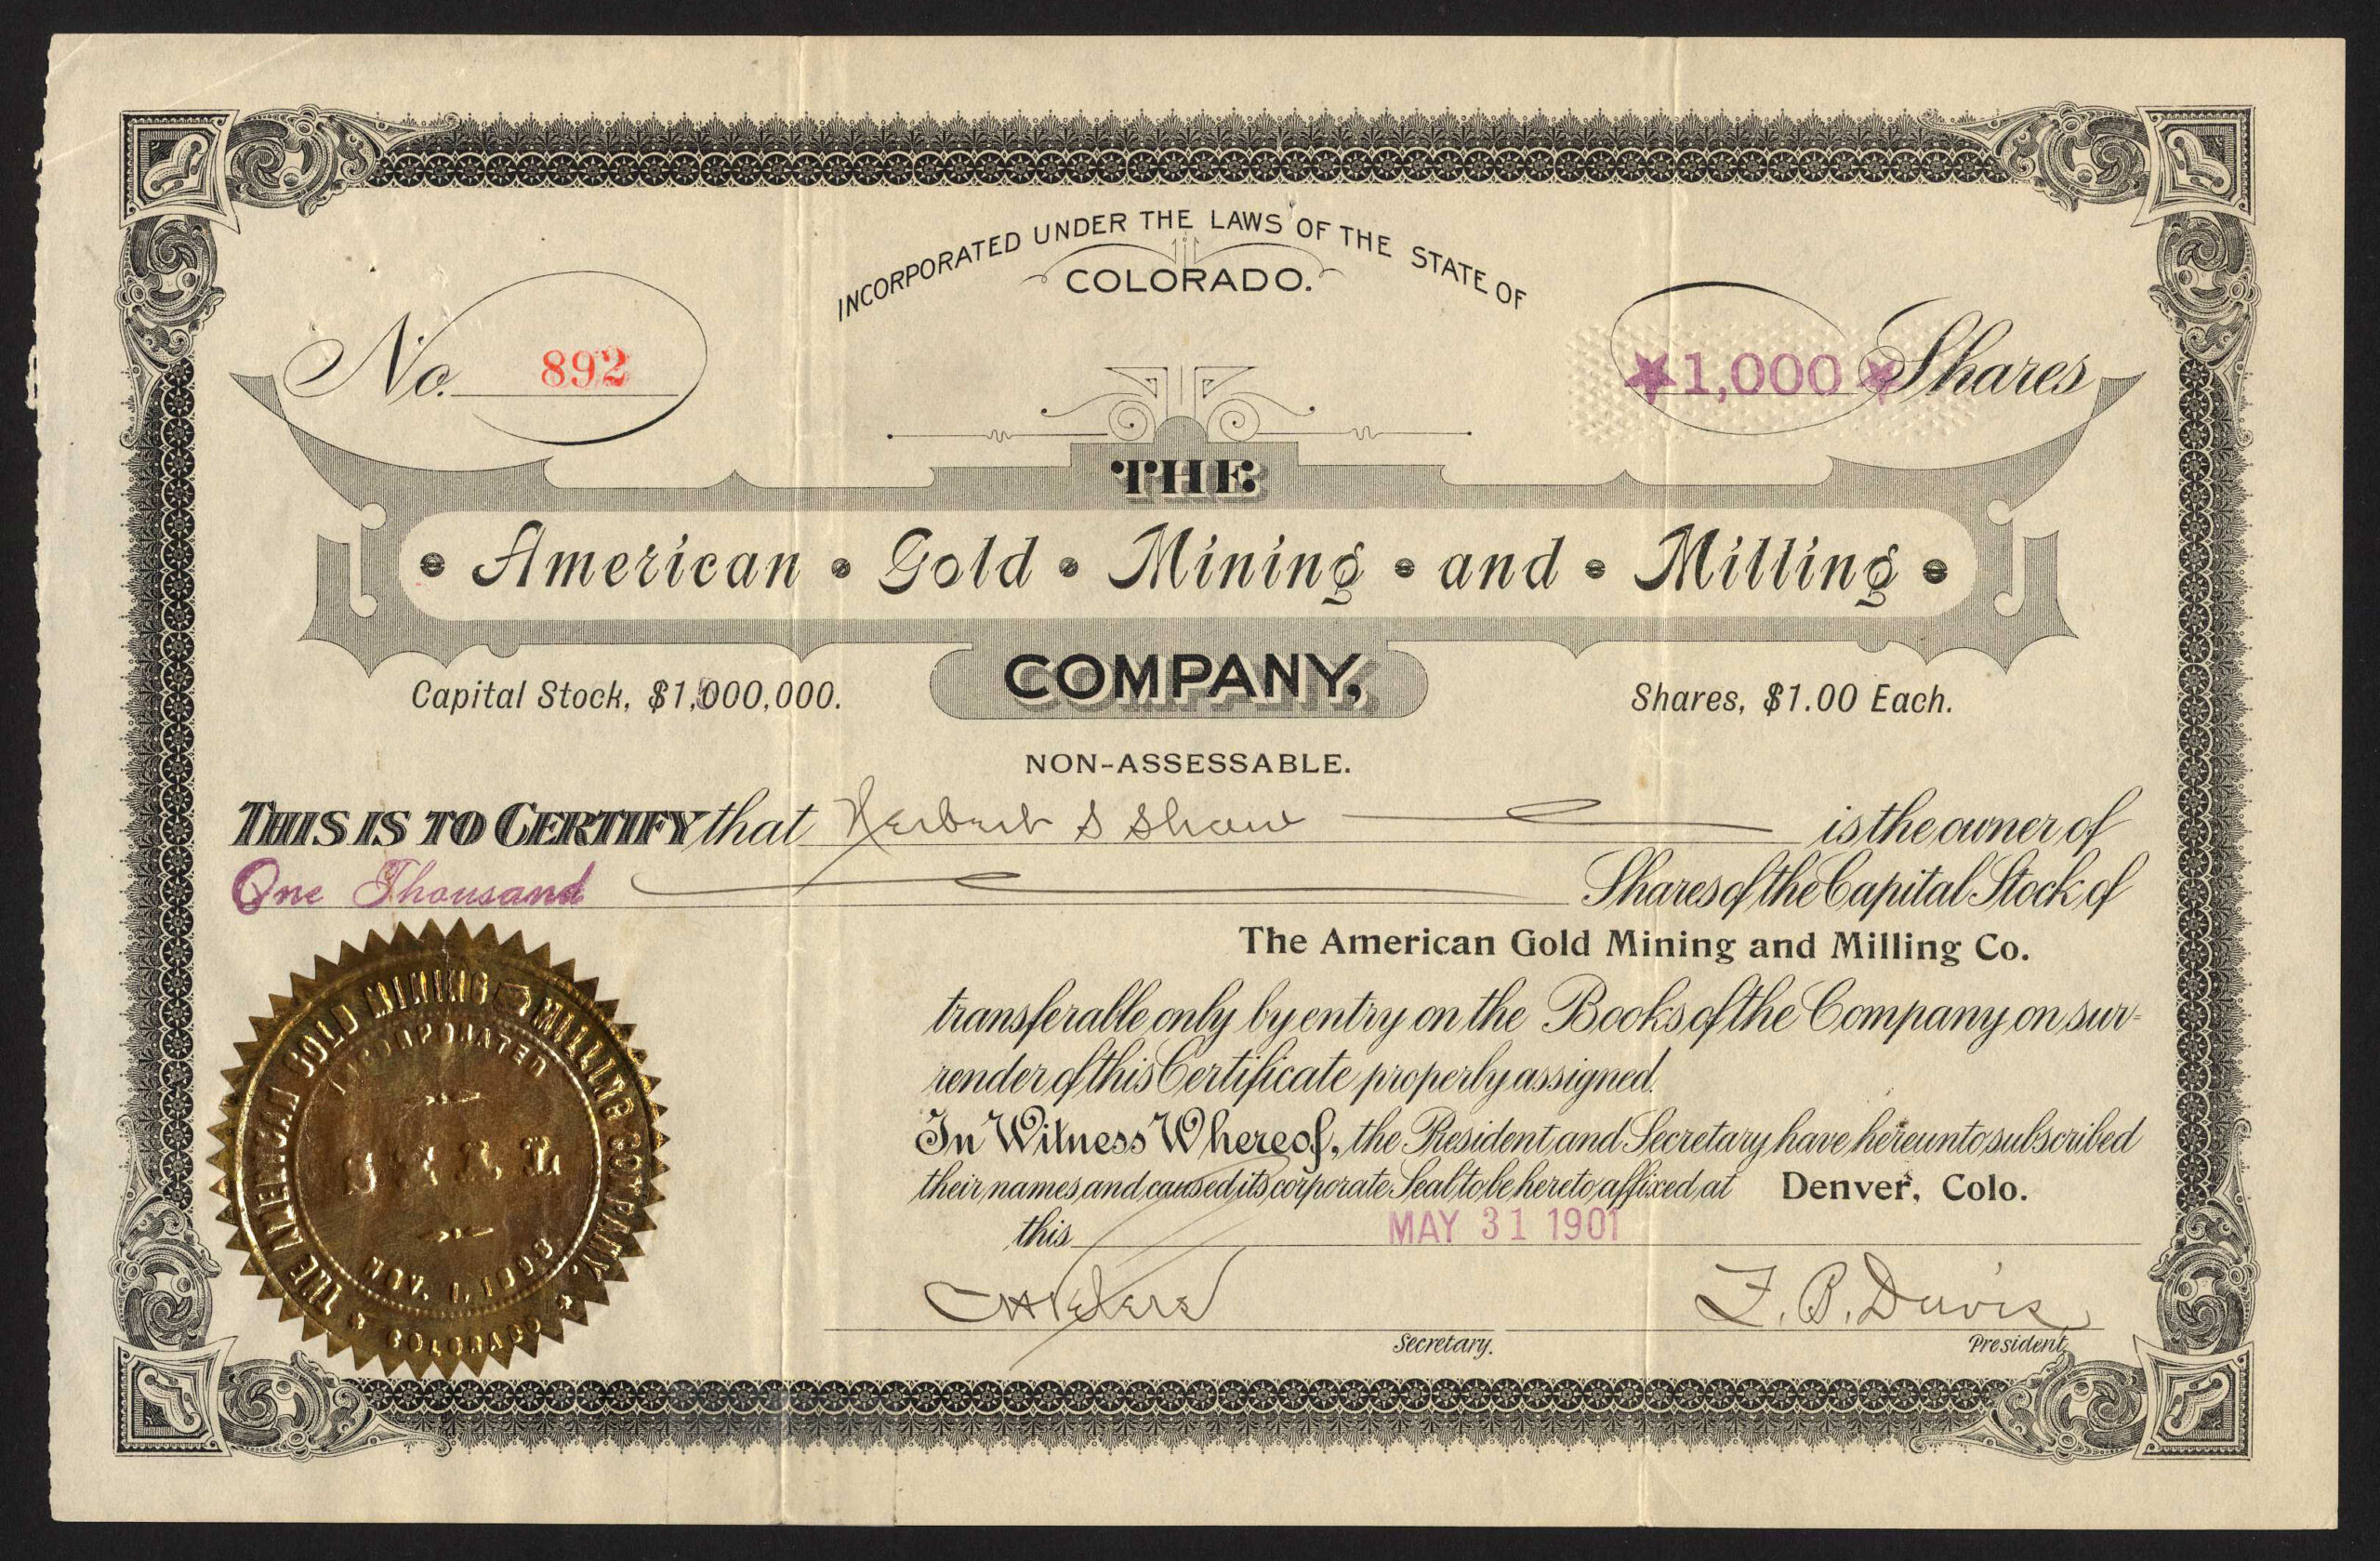 INCORPORATED UNDER THE LAWS OF THE STATE OF
COLORADO.
No. 892
★1,000★ Shares
THE
American • Gold • Mining • and • Milling
COMPANY,
Capital Stock, $1,500,000.
Shares, $1.00 Each.
NON-ASSESSABLE.
THIS IS TO CERTIFY that Herbert S Shaw is the owner of
One Thousand Shares of the Capital Stock of
The American Gold Mining and Milling Co.
transferable only by entry on the Books of the Company on sur-
render of this Certificate properly assigned.
In Witness Whereof, the President and Secretary have hereunto subscribed
their names and caused its corporate Seal to be hereto affixed at Denver, Colo.
this MAY 31 1901
F. B. Davis
Secretary.
President.
THE AMERICAN GOLD MINING & MILLING COMPANY.
INCORPORATED
SEAL
COLORADO